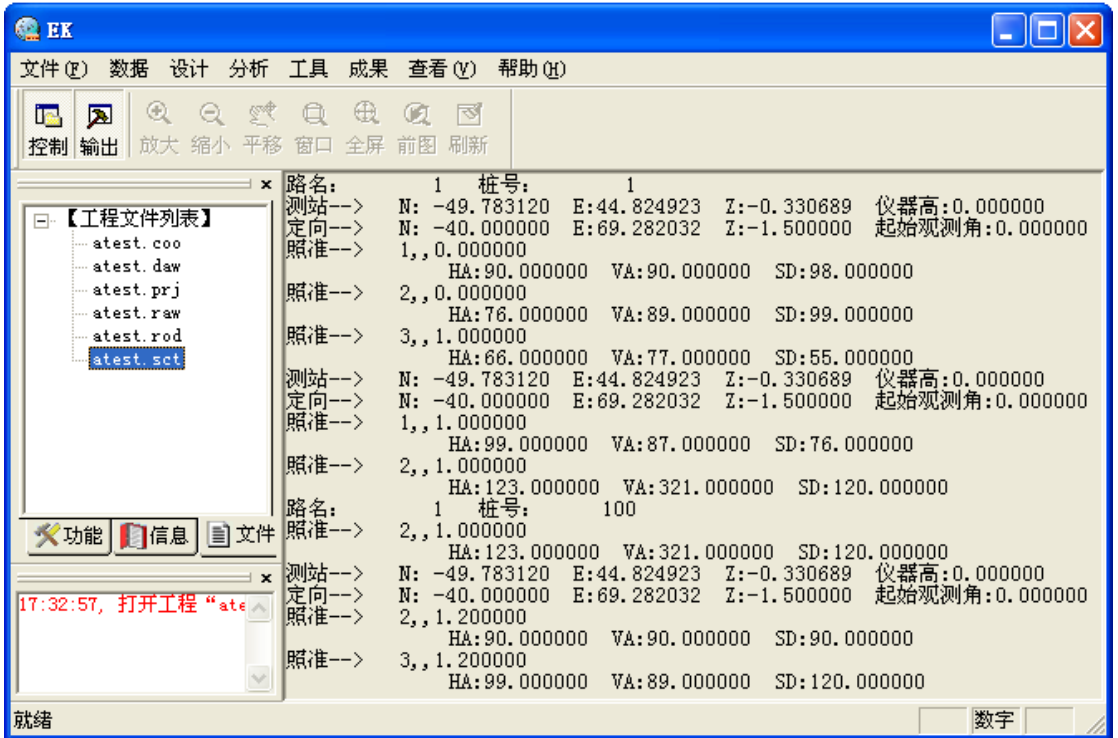 EK
文件(F) 数据 设计 分析 工具 成果 查看(V) 帮助(H)
控制 输出 放大 缩小 平移 窗口 全屏 前图 刷新
【工程文件列表】
atest.coo
atest.daw
atest.prj
atest.raw
atest.rod
atest.sct
功能 信息 文件
17:32:57, 打开工程“ate
路名: 1 桩号: 1
测站--> N: -49.783120 E:44.824923 Z:-0.330689 仪器高:0.000000
定向--> N: -40.000000 E:69.282032 Z:-1.500000 起始观测角:0.000000
照准--> 1,,0.000000
HA:90.000000 VA:90.000000 SD:98.000000
照准--> 2,,0.000000
HA:76.000000 VA:89.000000 SD:99.000000
照准--> 3,,1.000000
HA:66.000000 VA:77.000000 SD:55.000000
测站--> N: -49.783120 E:44.824923 Z:-0.330689 仪器高:0.000000
定向--> N: -40.000000 E:69.282032 Z:-1.500000 起始观测角:0.000000
照准--> 1,,1.000000
HA:99.000000 VA:87.000000 SD:76.000000
照准--> 2,,1.000000
HA:123.000000 VA:321.000000 SD:120.000000
路名: 1 桩号: 100
照准--> 2,,1.000000
HA:123.000000 VA:321.000000 SD:120.000000
测站--> N: -49.783120 E:44.824923 Z:-0.330689 仪器高:0.000000
定向--> N: -40.000000 E:69.282032 Z:-1.500000 起始观测角:0.000000
照准--> 2,,1.200000
HA:90.000000 VA:90.000000 SD:90.000000
照准--> 3,,1.200000
HA:99.000000 VA:89.000000 SD:120.000000
就绪 数字